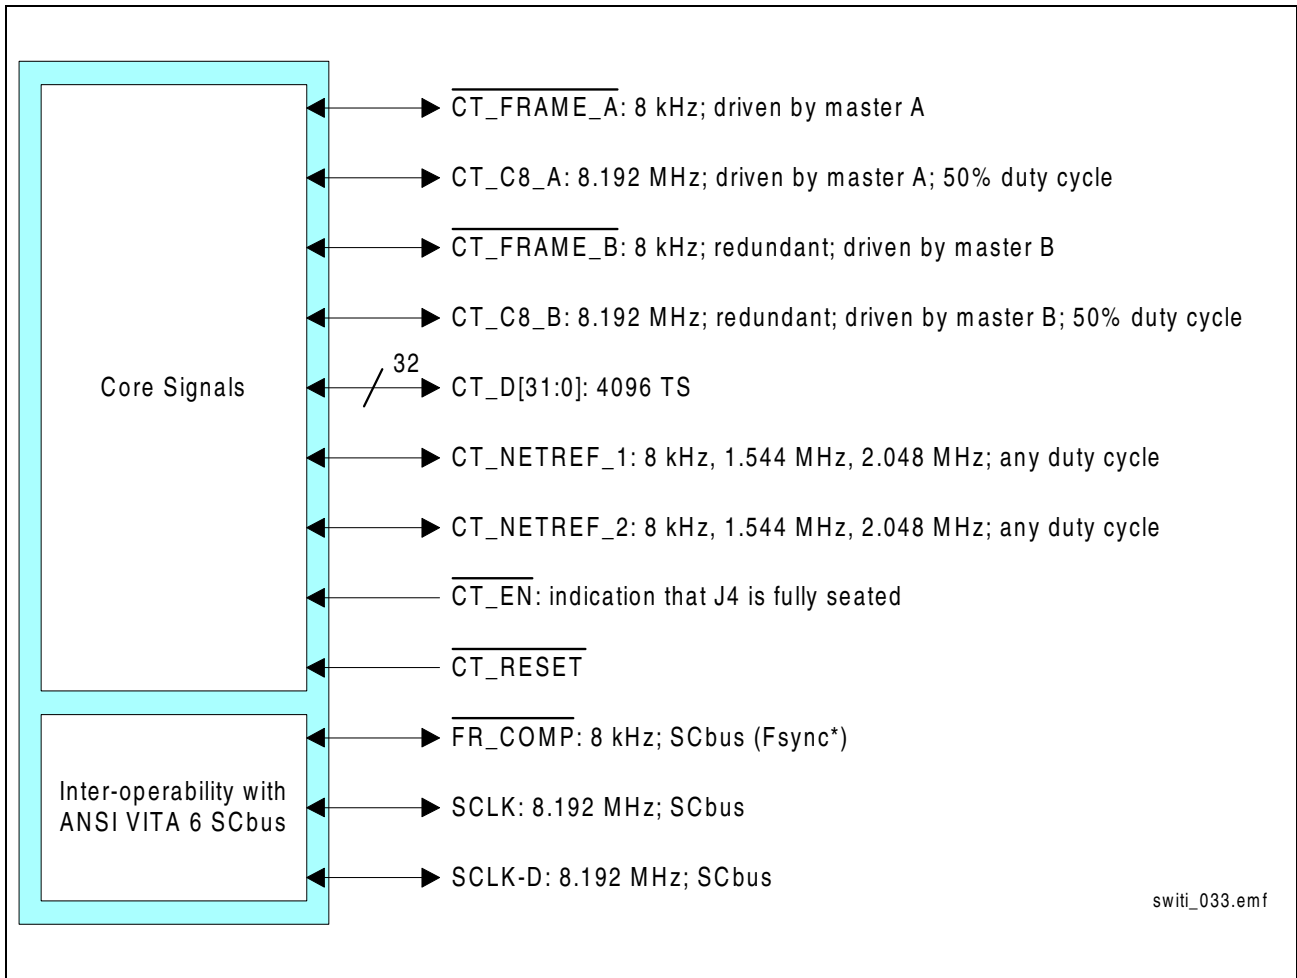 CT_FRAME_A: 8 kHz; driven by master A
CT_C8_A: 8.192 MHz; driven by master A; 50% duty cycle
CT_FRAME_B: 8 kHz; redundant; driven by master B
CT_C8_B: 8.192 MHz; redundant; driven by master B; 50% duty cycle
Core Signals
32
CT_D[31:0]: 4096 TS
CT_NETREF_1: 8 kHz, 1.544 MHz, 2.048 MHz; any duty cycle
CT_NETREF_2: 8 kHz, 1.544 MHz, 2.048 MHz; any duty cycle
CT_EN: indication that J4 is fully seated
CT_RESET
FR_COMP: 8 kHz; SCbus (Fsync*)
Inter-operability with
ANSI VITA 6 SCbus
SCLK: 8.192 MHz; SCbus
SCLK-D: 8.192 MHz; SCbus
switi_033.emf